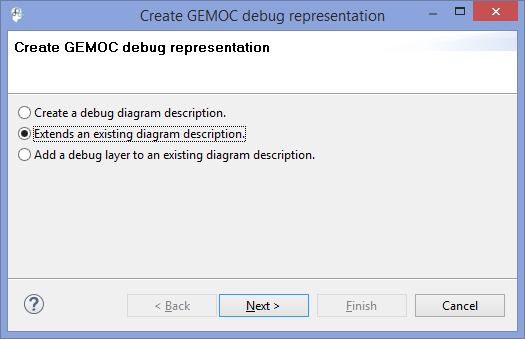 Create GEMOC debug representation
Create GEMOC debug representation
Create a debug diagram description.
Extends an existing diagram description.
Add a debug layer to an existing diagram description.
? < Back Next > Finish Cancel